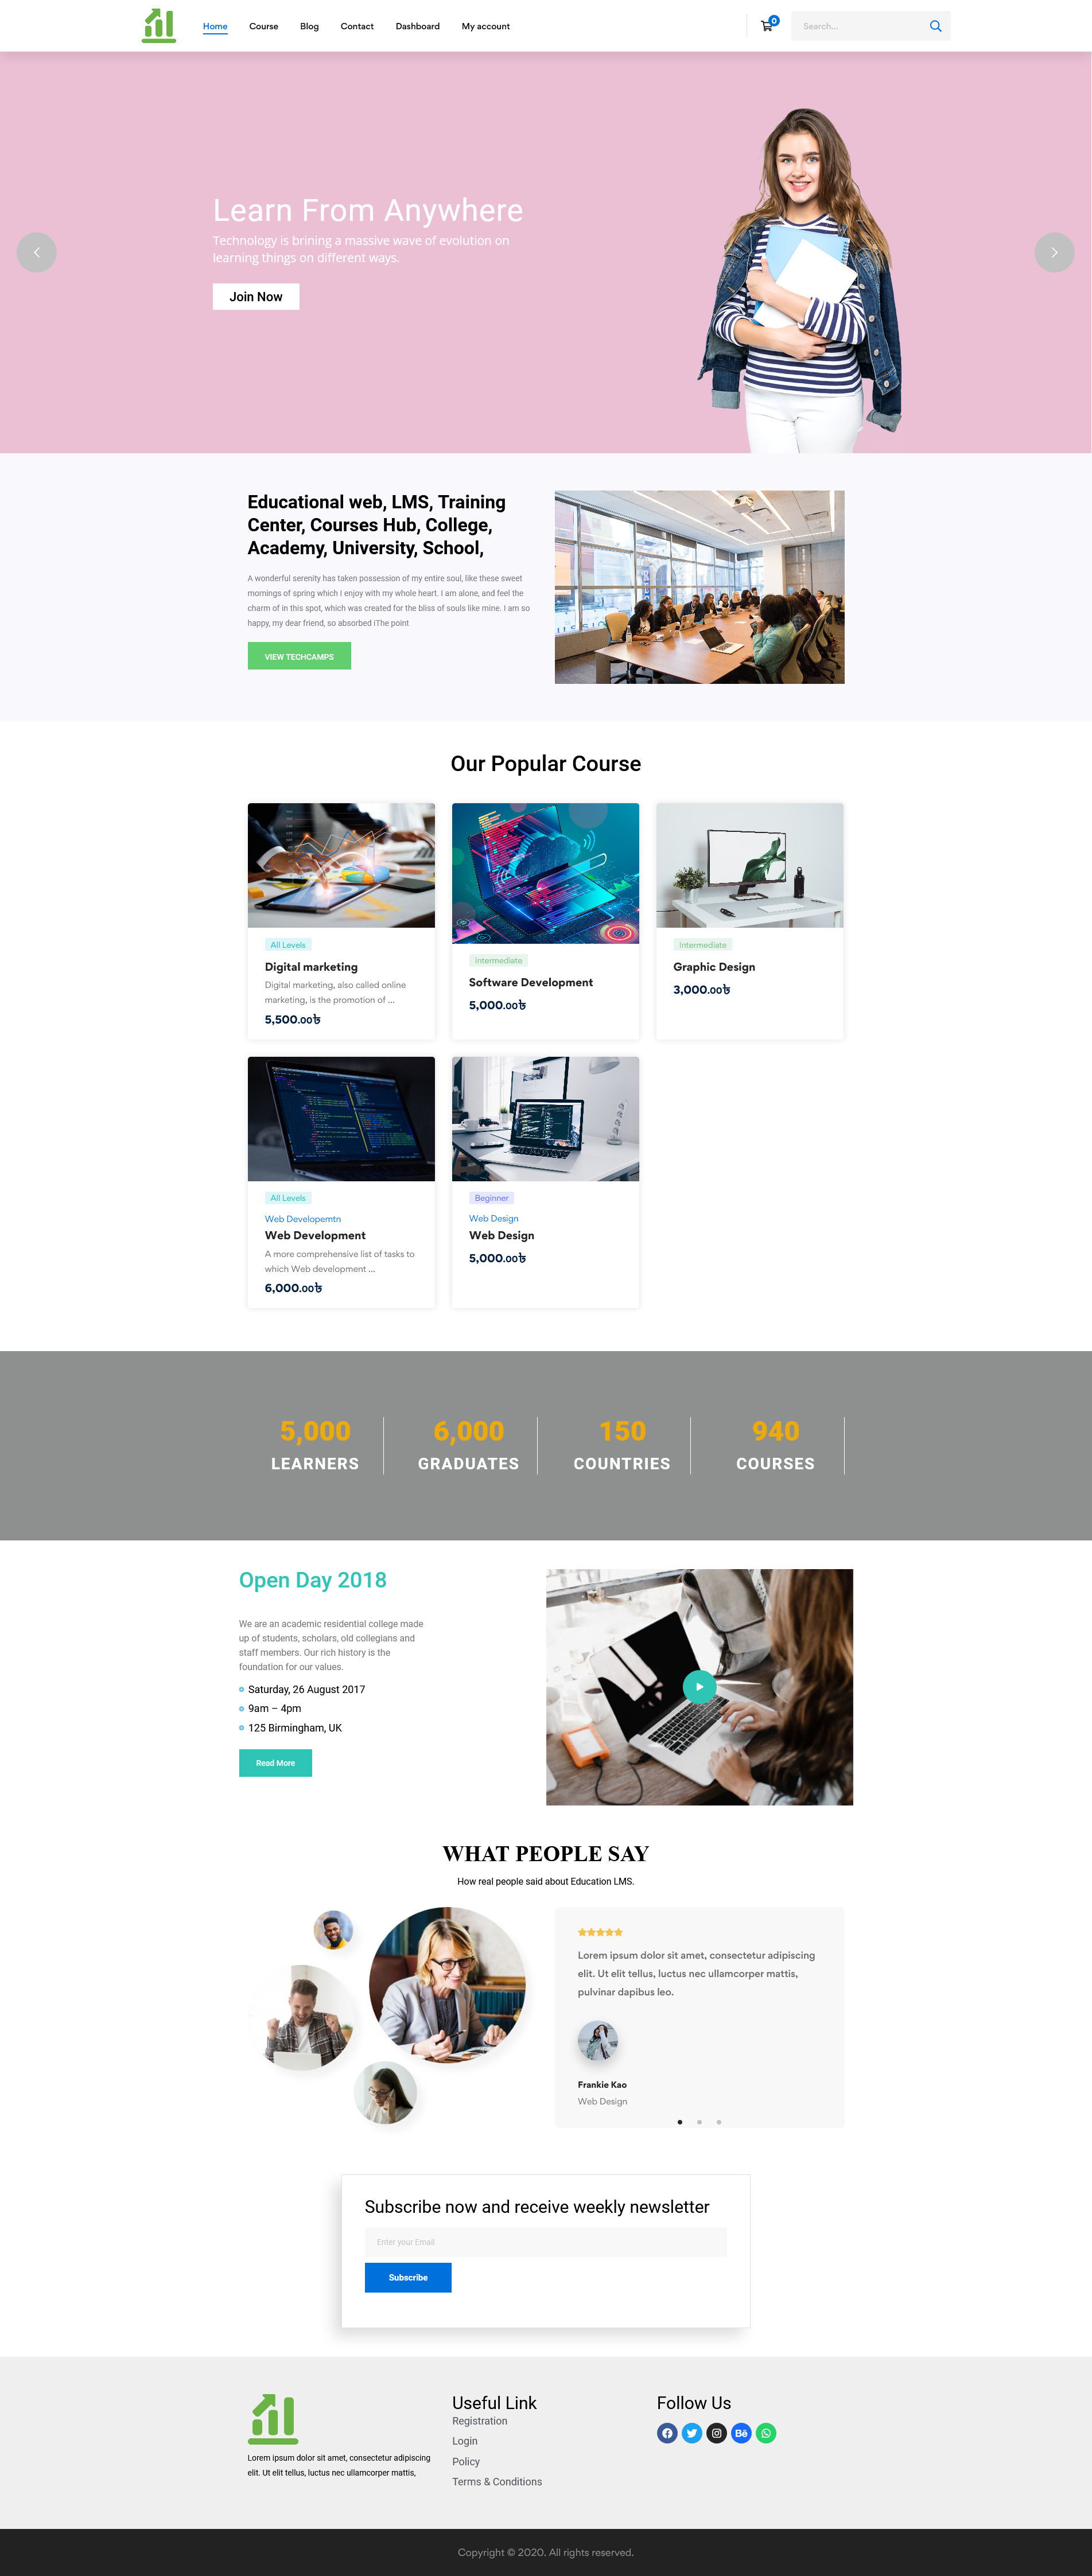 Home Course Blog Contact Dashboard My account
0
Search...
Learn From Anywhere
Technology is brining a massive wave of evolution on
learning things on different ways.
Join Now
Educational web, LMS, Training
Center, Courses Hub, College,
Academy, University, School,
A wonderful serenity has taken possession of my entire soul, like these sweet
mornings of spring which I enjoy with my whole heart. I am alone, and feel the
charm of in this spot, which was created for the bliss of souls like mine. I am so
happy, my dear friend, so absorbed iThe point
VIEW TECHCAMPS
Our Popular Course
All Levels
Digital marketing
Digital marketing, also called online
marketing, is the promotion of ...
5,500.00৳
Intermediate
Software Development
5,000.00৳
Intermediate
Graphic Design
3,000.00৳
All Levels
Web Developemtn
Web Development
A more comprehensive list of tasks to
which Web development ...
6,000.00৳
Beginner
Web Design
Web Design
5,000.00৳
5,000
LEARNERS
6,000
GRADUATES
150
COUNTRIES
940
COURSES
Open Day 2018
We are an academic residential college made
up of students, scholars, old collegians and
staff members. Our rich history is the
foundation for our values.
Saturday, 26 August 2017
9am – 4pm
125 Birmingham, UK
Read More
WHAT PEOPLE SAY
How real people said about Education LMS.
Lorem ipsum dolor sit amet, consectetur adipiscing
elit. Ut elit tellus, luctus nec ullamcorper mattis,
pulvinar dapibus leo.
Frankie Kao
Web Design
Subscribe now and receive weekly newsletter
Enter your Email
Subscribe
Lorem ipsum dolor sit amet, consectetur adipiscing
elit. Ut elit tellus, luctus nec ullamcorper mattis,
Useful Link
Registration
Login
Policy
Terms & Conditions
Follow Us
Copyright © 2020. All rights reserved.